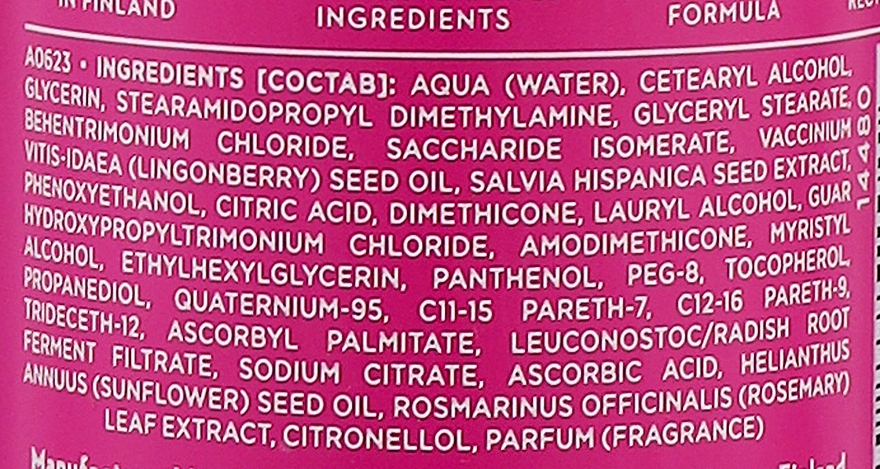 IN FINLAND
INGREDIENTS
FORMULA
A0623 • INGREDIENTS [СОСТАВ]: AQUA (WATER), CETEARYL ALCOHOL,
GLYCERIN, STEARAMIDOPROPYL DIMETHYLAMINE, GLYCERYL STEARATE,
BEHENTRIMONIUM CHLORIDE, SACCHARIDE ISOMERATE, VACCINIUM
VITIS-IDAEA (LINGONBERRY) SEED OIL, SALVIA HISPANICA SEED EXTRACT,
PHENOXYETHANOL, CITRIC ACID, DIMETHICONE, LAURYL ALCOHOL, GUAR
HYDROXYPROPYLTRIMONIUM CHLORIDE, AMODIMETHICONE, MYRISTYL
ALCOHOL, ETHYLHEXYLGLYCERIN, PANTHENOL, PEG-8, TOCOPHEROL,
PROPANEDIOL, QUATERNIUM-95, C11-15 PARETH-7, C12-16 PARETH-9,
TRIDECETH-12, ASCORBYL PALMITATE, LEUCONOSTOC/RADISH ROOT
FERMENT FILTRATE, SODIUM CITRATE, ASCORBIC ACID, HELIANTHUS
ANNUUS (SUNFLOWER) SEED OIL, ROSMARINUS OFFICINALIS (ROSEMARY)
LEAF EXTRACT, CITRONELLOL, PARFUM (FRAGRANCE)
14480
Finland